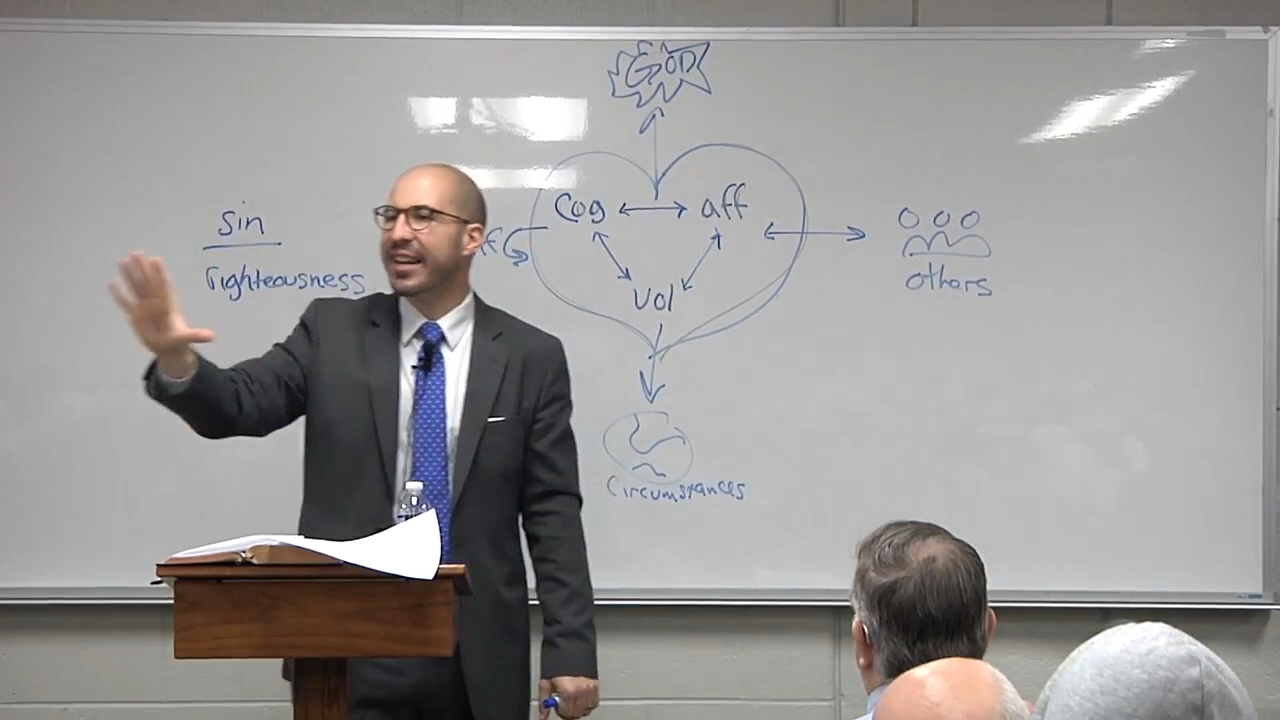 GOD
Cog
aff
sin
righteousness
vol
others
Circumstances